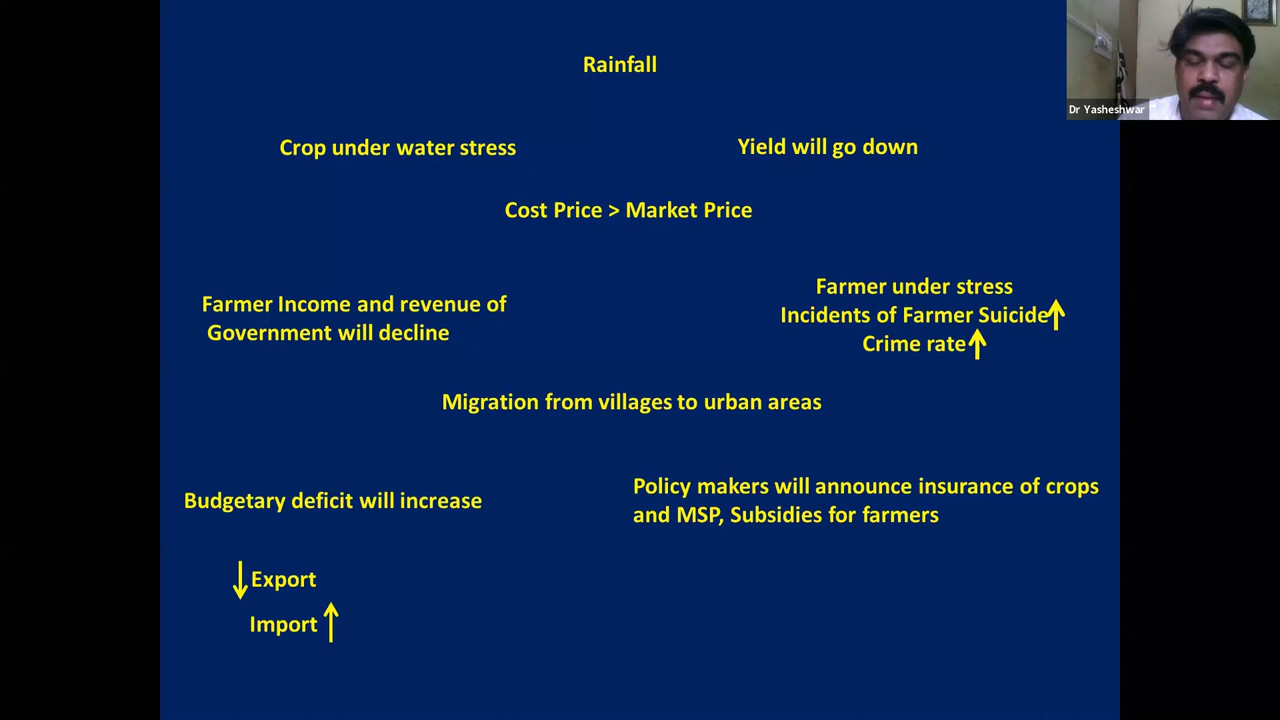 Rainfall
Dr Yasheshwar
Crop under water stress
Yield will go down
Cost Price > Market Price
Farmer Income and revenue of
Government will decline
Farmer under stress
Incidents of Farmer Suicide↑
Crime rate↑
Migration from villages to urban areas
Budgetary deficit will increase
Policy makers will announce insurance of crops
and MSP, Subsidies for farmers
↓Export
Import↑